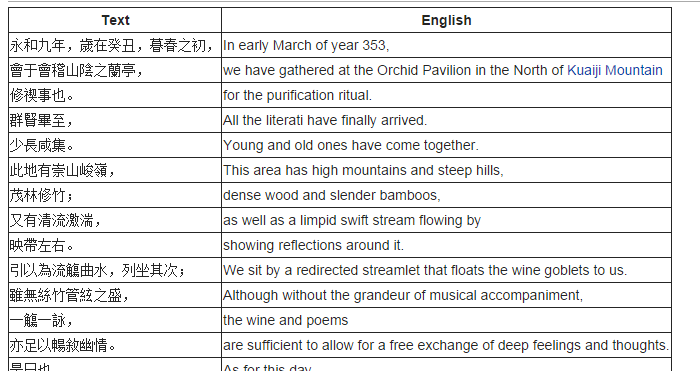 Text English
永和九年，歲在癸丑，暮春之初， In early March of year 353,
會于會稽山陰之蘭亭， we have gathered at the Orchid Pavilion in the North of Kuaiji Mountain
修禊事也。 for the purification ritual.
群賢畢至， All the literati have finally arrived.
少長咸集。 Young and old ones have come together.
此地有崇山峻嶺， This area has high mountains and steep hills,
茂林修竹； dense wood and slender bamboos,
又有清流激湍， as well as a limpid swift stream flowing by
映帶左右。 showing reflections around it.
引以為流觴曲水，列坐其次； We sit by a redirected streamlet that floats the wine goblets to us.
雖無絲竹管絃之盛， Although without the grandeur of musical accompaniment,
一觴一詠， the wine and poems
亦足以暢敘幽情。 are sufficient to allow for a free exchange of deep feelings and thoughts.
是日也 As for this day